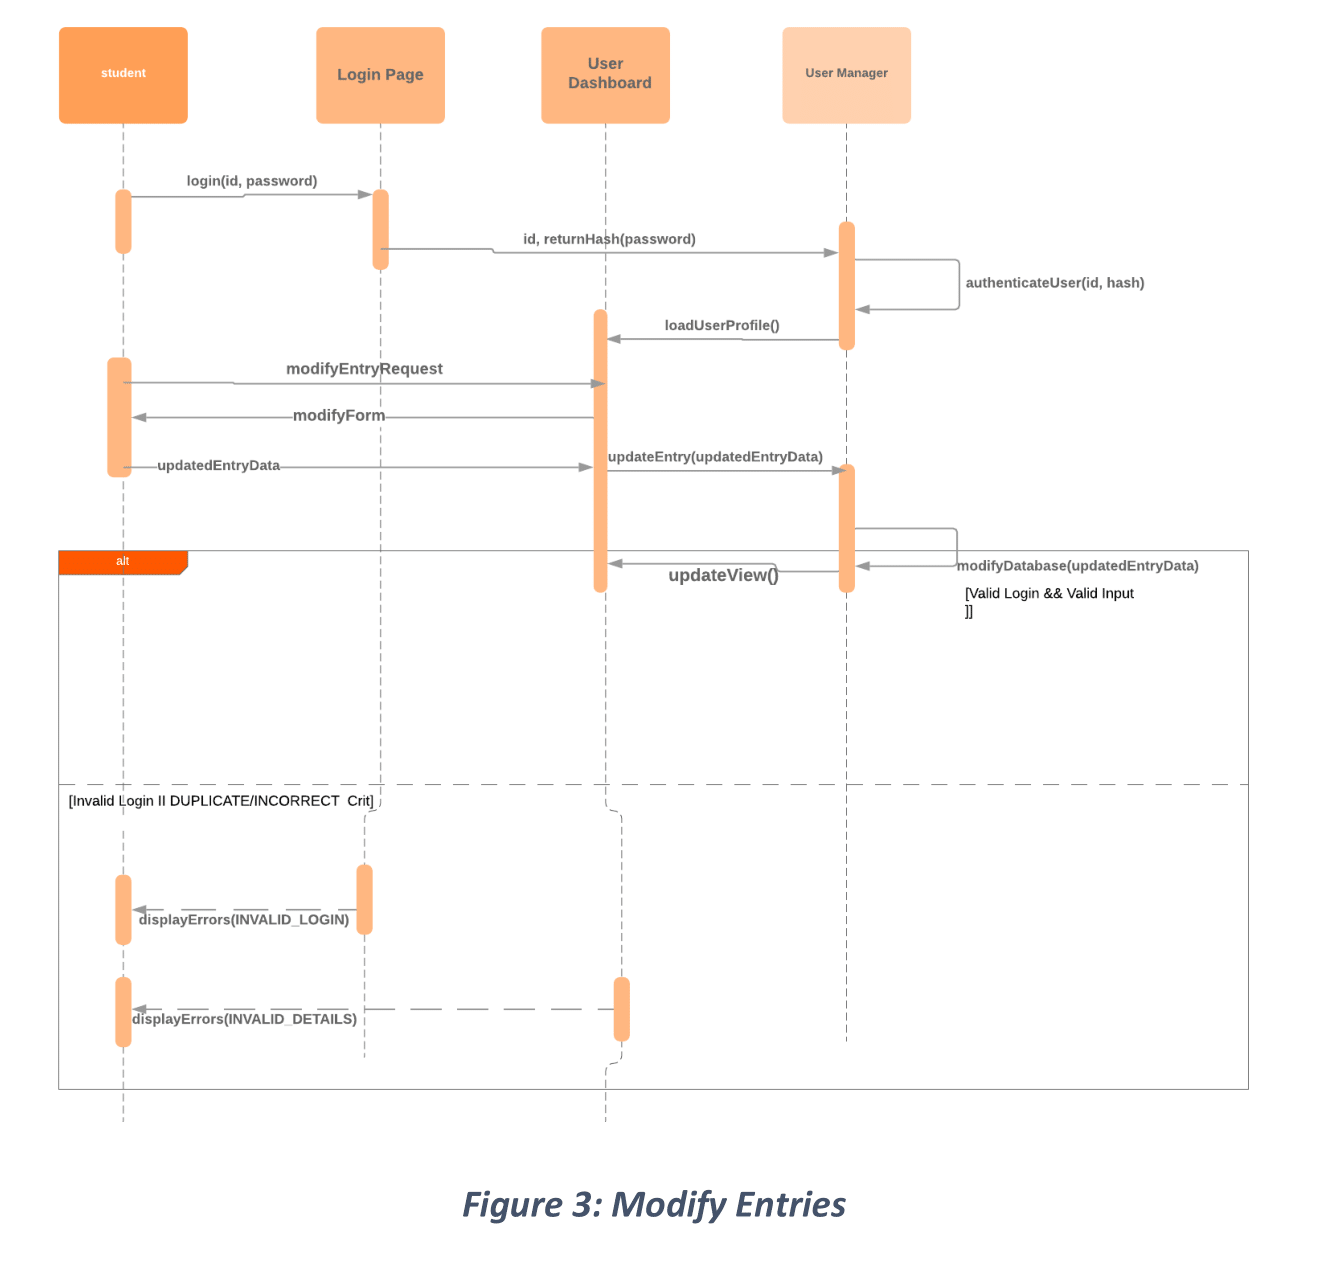 student
Login Page
User
Dashboard
User Manager
login(id, password)
id, returnHash(password)
authenticateUser(id, hash)
loadUserProfile()
modifyEntryRequest
modifyForm
updatedEntryData
updateEntry(updatedEntryData)
alt
updateView()
modifyDatabase(updatedEntryData)
[Valid Login && Valid Input
]]
[Invalid Login II DUPLICATE/INCORRECT  Crit]
displayErrors(INVALID_LOGIN)
displayErrors(INVALID_DETAILS)
Figure 3: Modify Entries